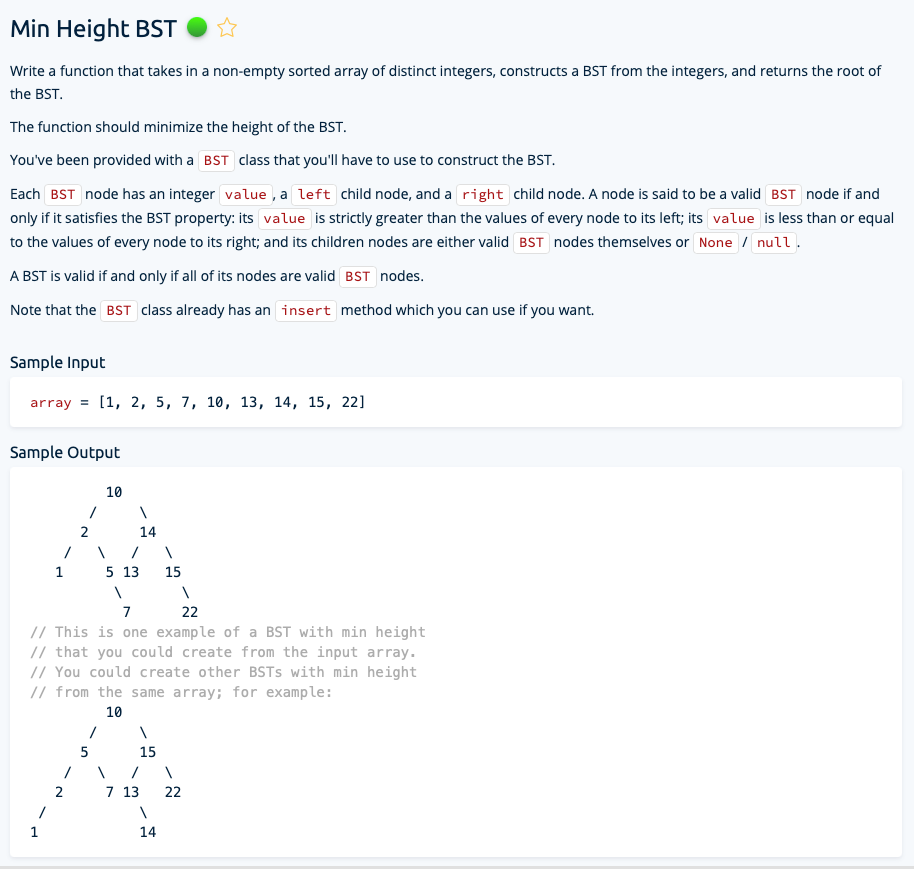 Min Height BST
Write a function that takes in a non-empty sorted array of distinct integers, constructs a BST from the integers, and returns the root of
the BST.
The function should minimize the height of the BST.
You've been provided with a BST class that you'll have to use to construct the BST.
Each BST node has an integer value, a left child node, and a right child node. A node is said to be a valid BST node if and
only if it satisfies the BST property: its value is strictly greater than the values of every node to its left; its value is less than or equal
to the values of every node to its right; and its children nodes are either valid BST nodes themselves or None / null.
A BST is valid if and only if all of its nodes are valid BST nodes.
Note that the BST class already has an insert method which you can use if you want.
Sample Input
array = [1, 2, 5, 7, 10, 13, 14, 15, 22]
Sample Output
         10
       /     \
      2      14
    /   \   /   \
   1     5 13   15
          \       \
           7      22
// This is one example of a BST with min height
// that you could create from the input array.
// You could create other BSTs with min height
// from the same array; for example:
         10
       /     \
      5      15
    /   \   /   \
   2     7 13   22
 /           \
1            14